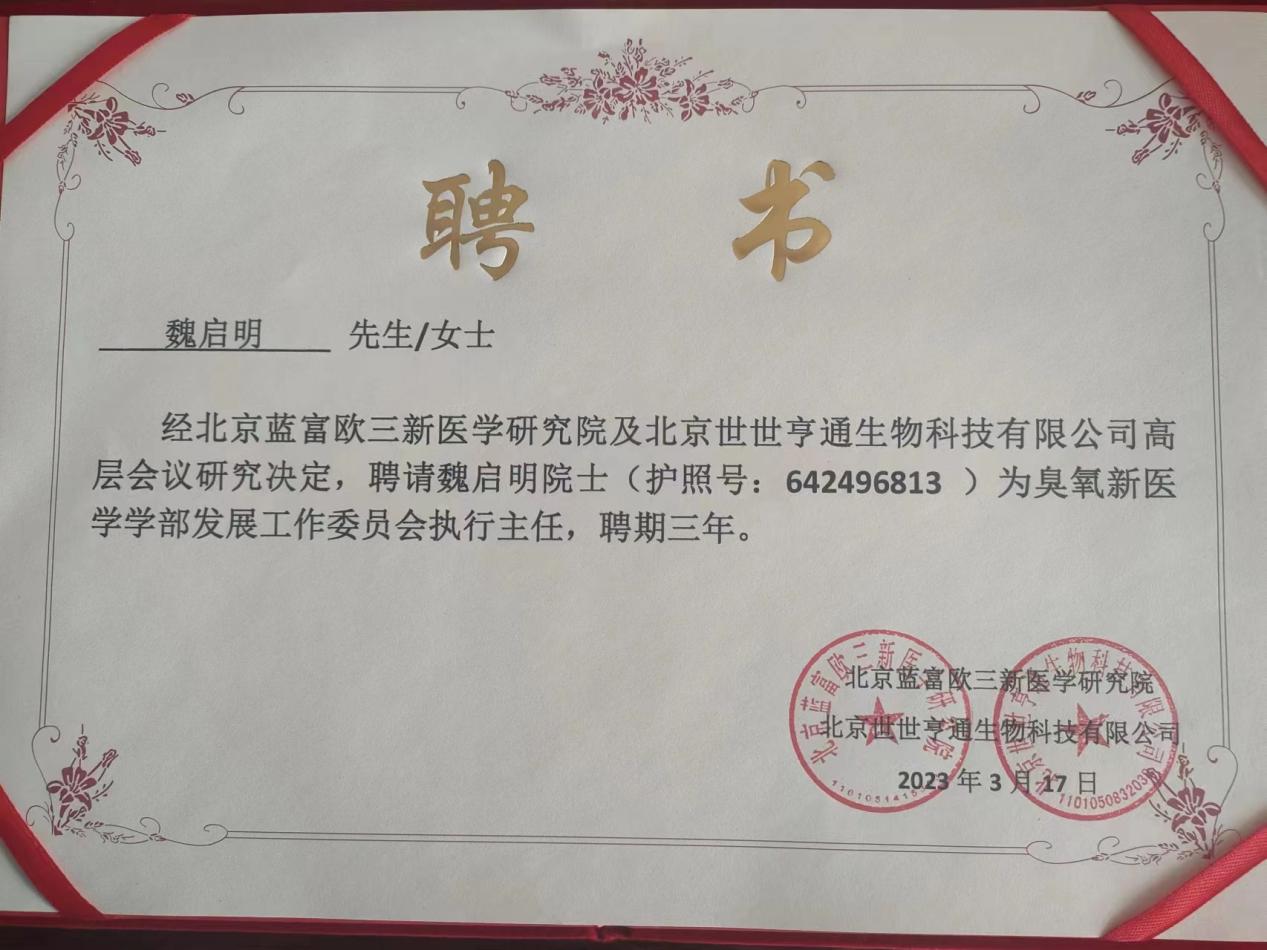 聘 书
魏启明 先生/女士
经北京蓝富欧三新医学研究院及北京世世亨通生物科技有限公司高
层会议研究决定，聘请魏启明院士（护照号：642496813 ）为臭氧新医
学学部发展工作委员会执行主任，聘期三年。
北京蓝富欧三新医学研究院
北京世世亨通生物科技有限公司
2023 年 3 月 17 日